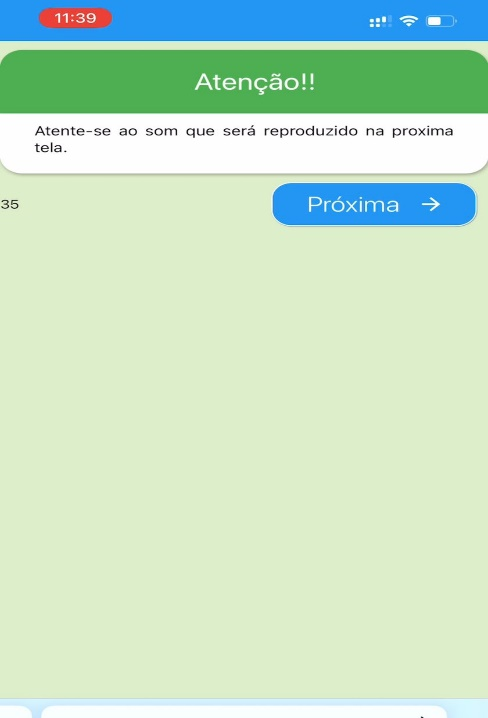 11:39
Atenção!!
Atente-se ao som que será reproduzido na proxima
tela.
35
Próxima →